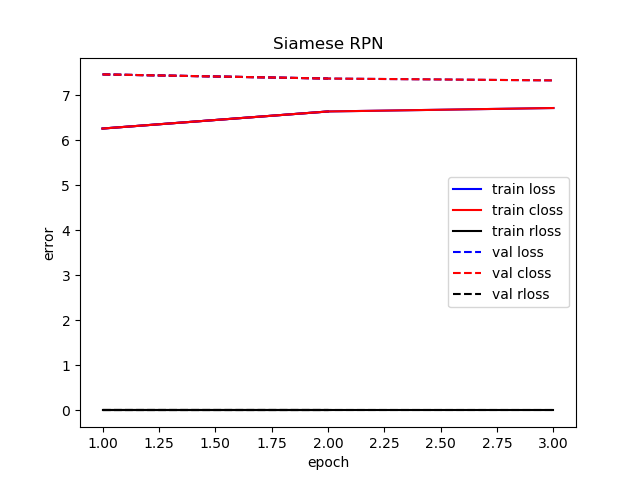 Siamese RPN
error
7
6
5
4
3
2
1
0
train loss
train closs
train rloss
val loss
val closs
val rloss
1.00 1.25 1.50 1.75 2.00 2.25 2.50 2.75 3.00
epoch